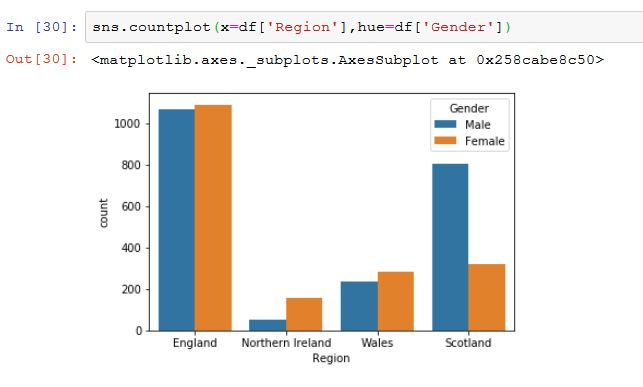 In [30]: sns.countplot(x=df['Region'],hue=df['Gender'])
Out[30]: <matplotlib.axes._subplots.AxesSubplot at 0x258cabe8c50>
Gender
Male
Female
1000
800
600
400
200
0
count
England Northern Ireland Wales Scotland
Region